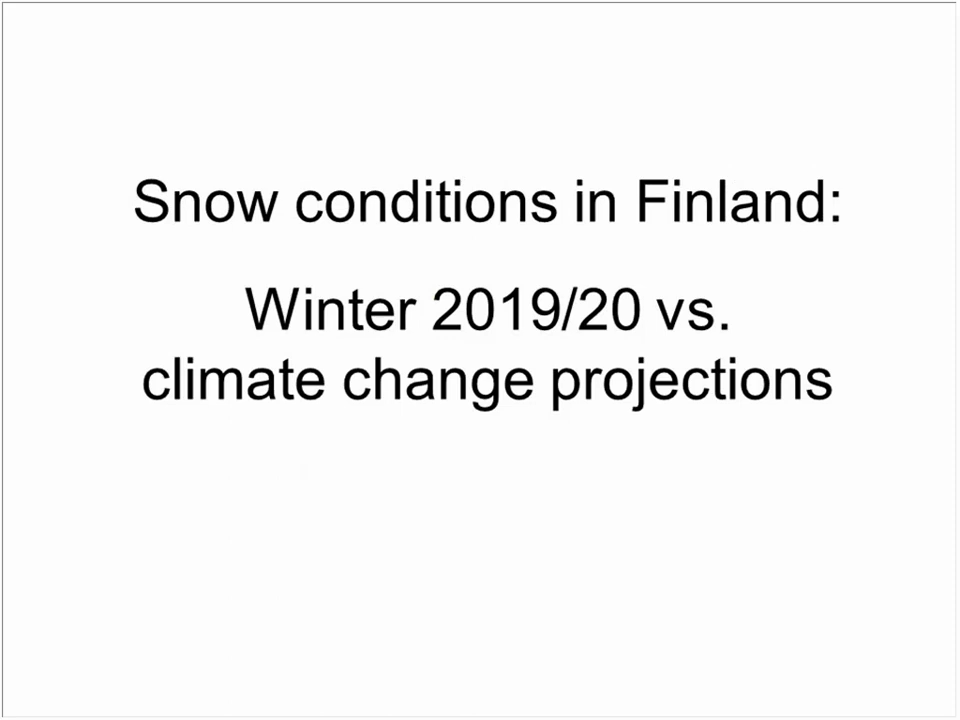 Snow conditions in Finland:
Winter 2019/20 vs.
climate change projections